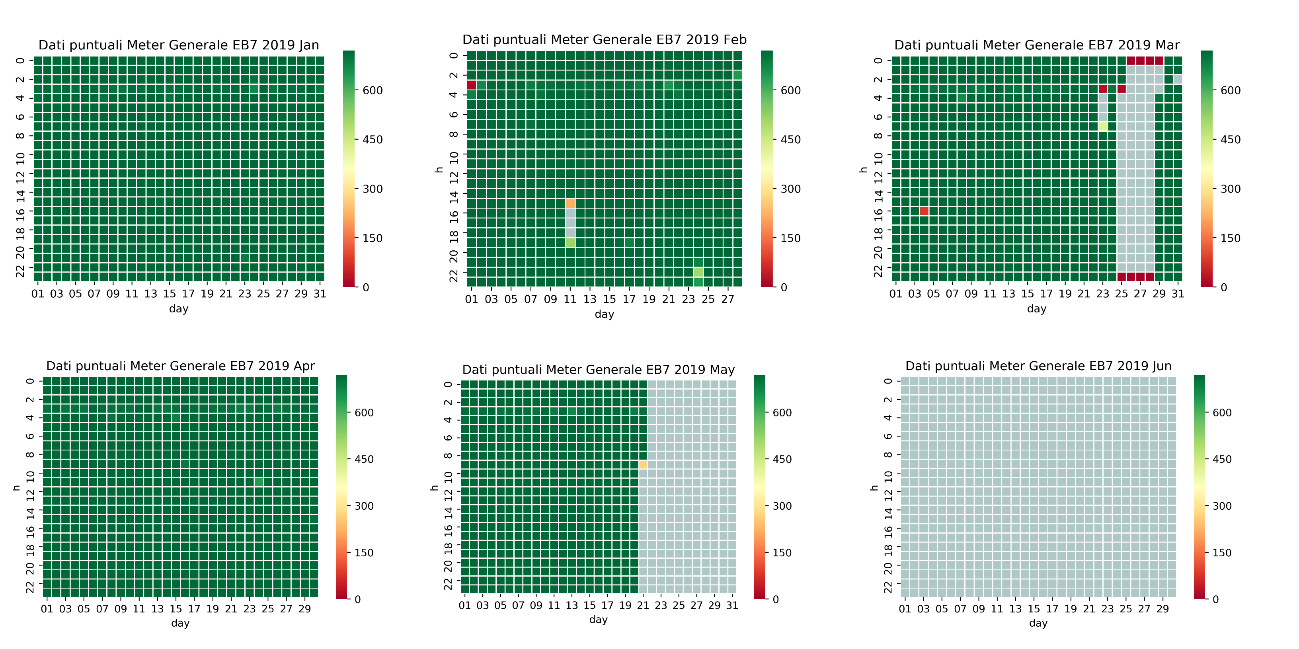 Dati puntuali Meter Generale EB7 2019 Jan
0 2 4 6 8 10 12 14 16 18 20 22
h
01 03 05 07 09 11 13 15 17 19 21 23 25 27 29 31
day
600
450
300
150
0
Dati puntuali Meter Generale EB7 2019 Feb
0 2 4 6 8 10 12 14 16 18 20 22
h
01 03 05 07 09 11 13 15 17 19 21 23 25 27
day
600
450
300
150
0
Dati puntuali Meter Generale EB7 2019 Mar
0 2 4 6 8 10 12 14 16 18 20 22
h
01 03 05 07 09 11 13 15 17 19 21 23 25 27 29 31
day
600
450
300
150
0
Dati puntuali Meter Generale EB7 2019 Apr
0 2 4 6 8 10 12 14 16 18 20 22
h
01 03 05 07 09 11 13 15 17 19 21 23 25 27 29
day
600
450
300
150
0
Dati puntuali Meter Generale EB7 2019 May
0 2 4 6 8 10 12 14 16 18 20 22
h
01 03 05 07 09 11 13 15 17 19 21 23 25 27 29 31
day
600
450
300
150
0
Dati puntuali Meter Generale EB7 2019 Jun
0 2 4 6 8 10 12 14 16 18 20 22
h
01 03 05 07 09 11 13 15 17 19 21 23 25 27 29
day
600
450
300
150
0